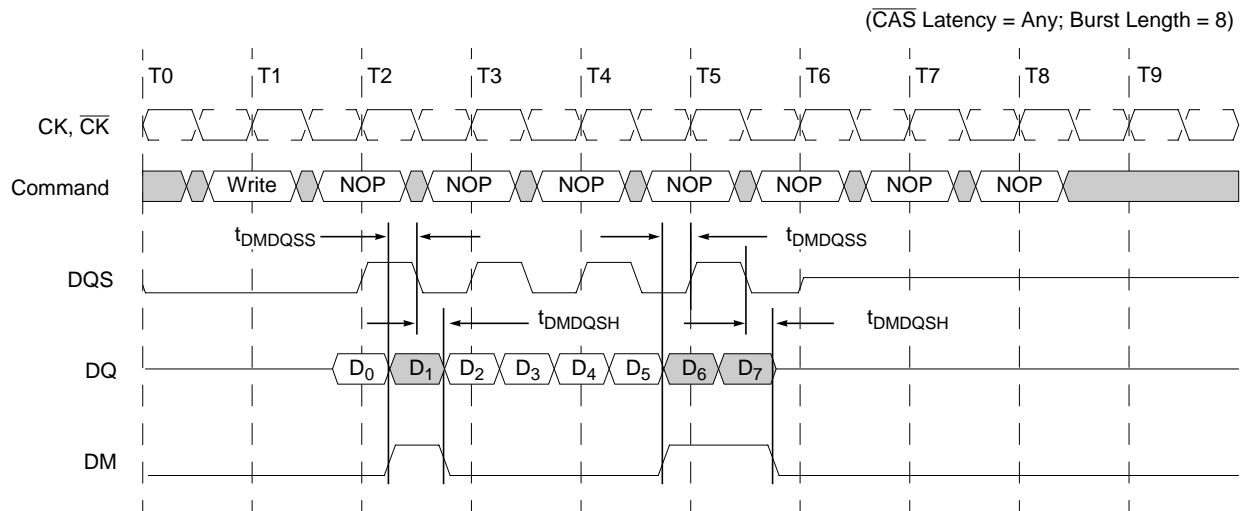 (CAS Latency = Any; Burst Length = 8)
T0 T1 T2 T3 T4 T5 T6 T7 T8 T9
CK, CK
Command Write NOP NOP NOP NOP NOP NOP NOP
tDMDQSS tDMDQSS
DQS
tDMDQSH tDMDQSH
DQ D0 D1 D2 D3 D4 D5 D6 D7
DM